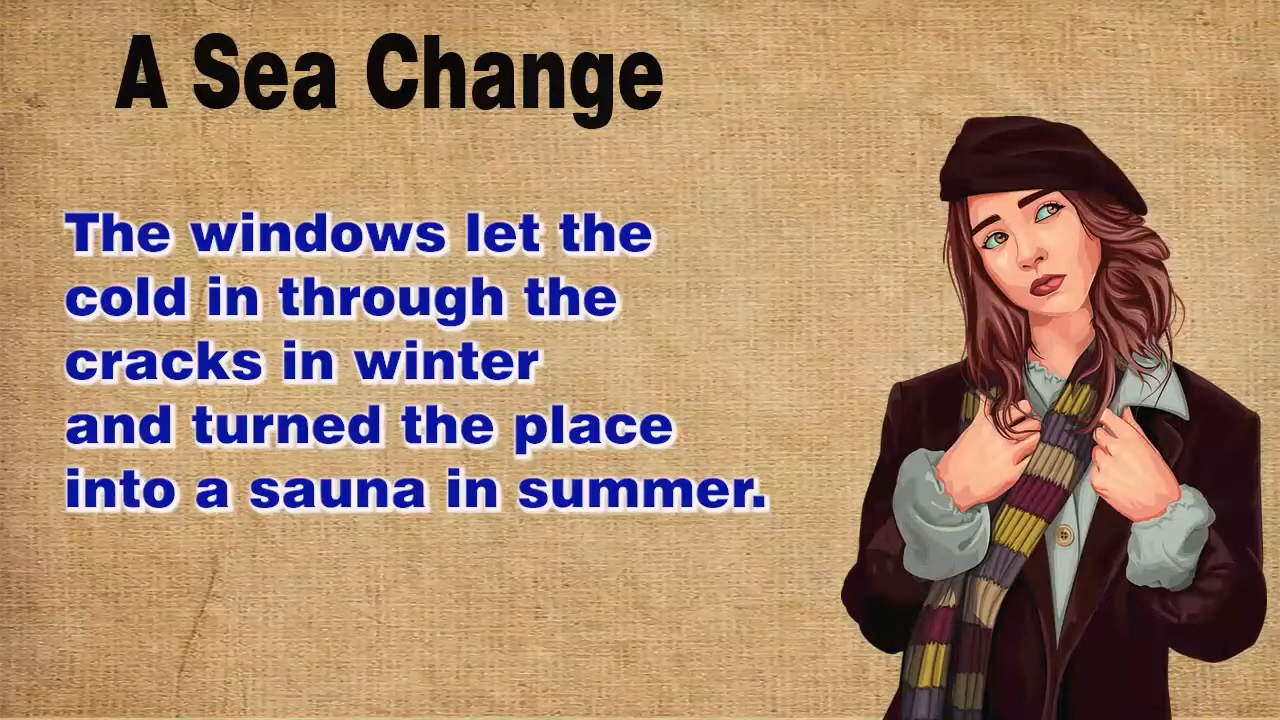 A Sea Change
The windows let the
cold in through the
cracks in winter
and turned the place
into a sauna in summer.